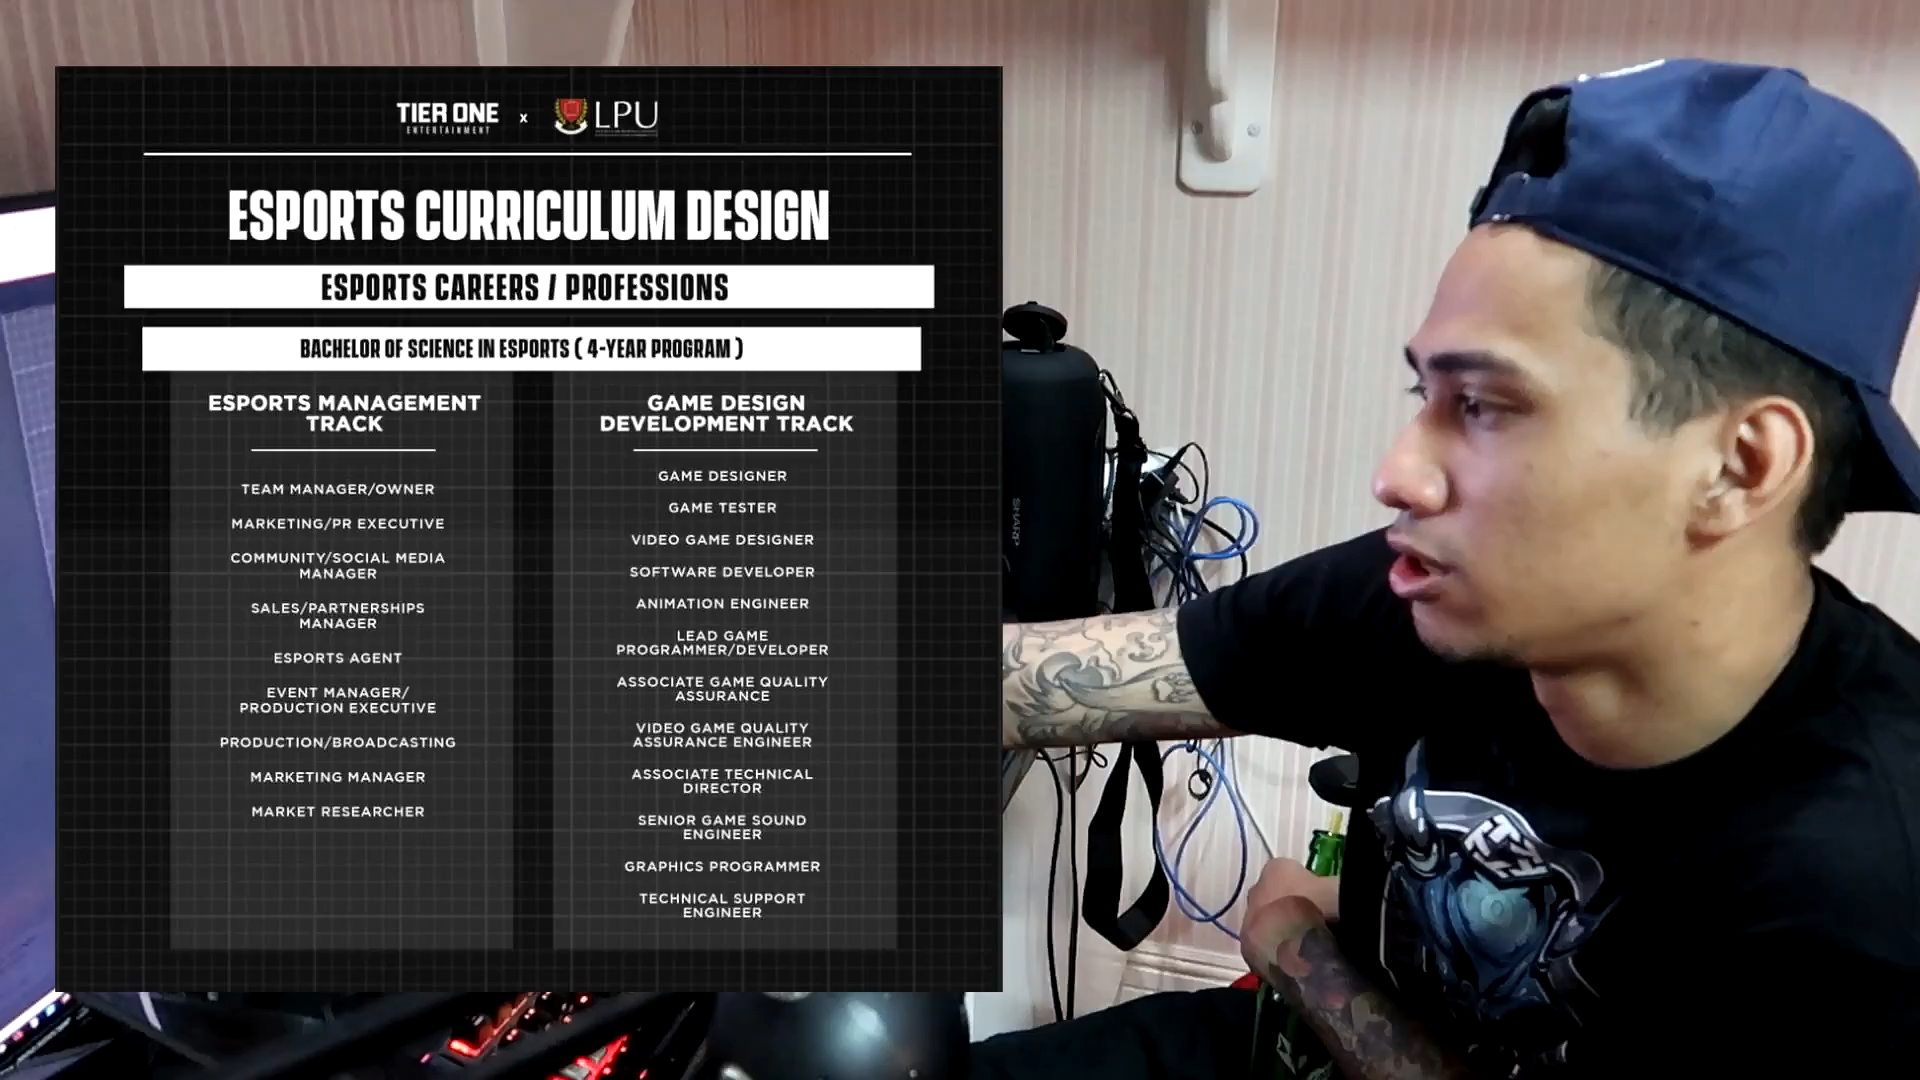 TIER ONE
ENTERTAINMENT
x
LPU
ESPORTS CURRICULUM DESIGN
ESPORTS CAREERS / PROFESSIONS
BACHELOR OF SCIENCE IN ESPORTS ( 4-YEAR PROGRAM )
ESPORTS MANAGEMENT
TRACK
TEAM MANAGER/OWNER
MARKETING/PR EXECUTIVE
COMMUNITY/SOCIAL MEDIA
MANAGER
SALES/PARTNERSHIPS
MANAGER
ESPORTS AGENT
EVENT MANAGER/
PRODUCTION EXECUTIVE
PRODUCTION/BROADCASTING
MARKETING MANAGER
MARKET RESEARCHER
GAME DESIGN
DEVELOPMENT TRACK
GAME DESIGNER
GAME TESTER
VIDEO GAME DESIGNER
SOFTWARE DEVELOPER
ANIMATION ENGINEER
LEAD GAME
PROGRAMMER/DEVELOPER
ASSOCIATE GAME QUALITY
ASSURANCE
VIDEO GAME QUALITY
ASSURANCE ENGINEER
ASSOCIATE TECHNICAL
DIRECTOR
SENIOR GAME SOUND
ENGINEER
GRAPHICS PROGRAMMER
TECHNICAL SUPPORT
ENGINEER
SHARP